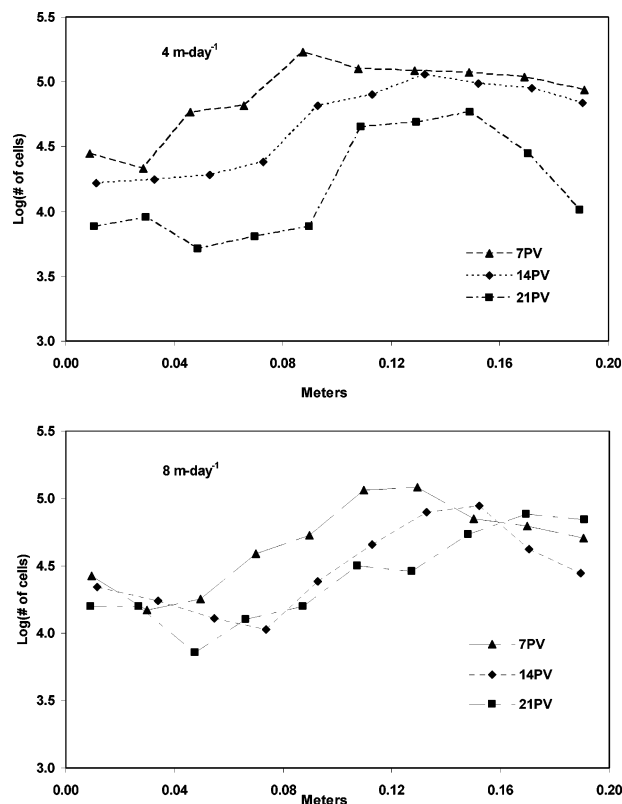 5.5
4 m-day-1
5.0
4.5
Log(# of cells)
4.0
7PV
14PV
3.5
21PV
3.0
0.00 0.04 0.08 0.12 0.16 0.20
Meters
5.5
8 m-day-1
5.0
4.5
Log(# of cells)
4.0
7PV
14PV
3.5
21PV
3.0
0.00 0.04 0.08 0.12 0.16 0.20
Meters